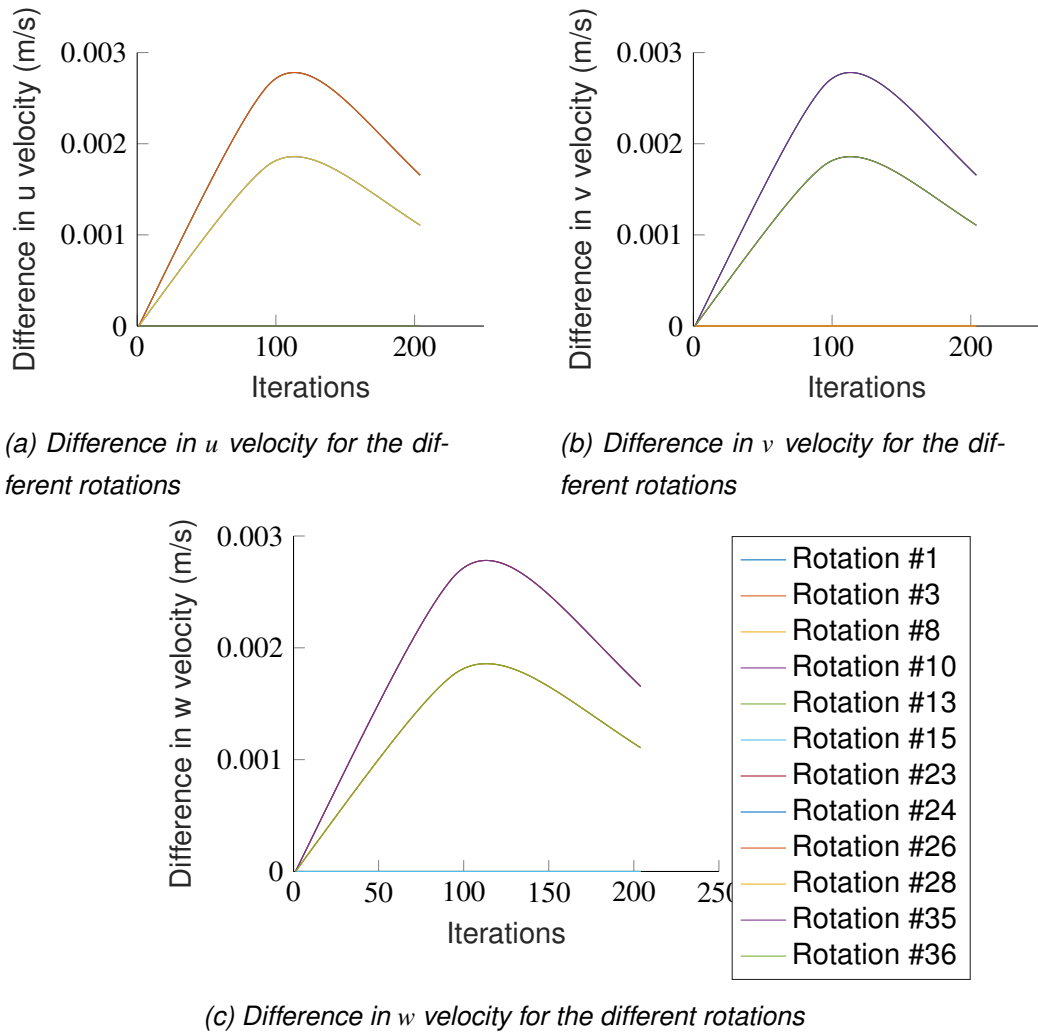 Difference in u velocity (m/s)
0.003
0.002
0.001
0
0 100 200
Iterations
(a) Difference in u velocity for the dif-
ferent rotations
Difference in v velocity (m/s)
0.003
0.002
0.001
0
0 100 200
Iterations
(b) Difference in v velocity for the dif-
ferent rotations
Difference in w velocity (m/s)
0.003
0.002
0.001
0
0 50 100 150 200 250
Iterations
Rotation #1
Rotation #3
Rotation #8
Rotation #10
Rotation #13
Rotation #15
Rotation #23
Rotation #24
Rotation #26
Rotation #28
Rotation #35
Rotation #36
(c) Difference in w velocity for the different rotations